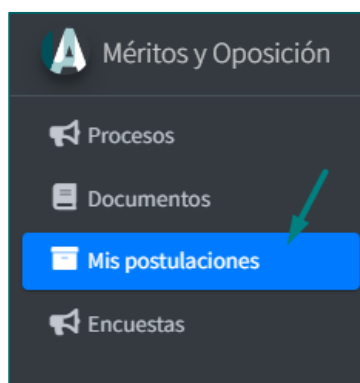 Méritos y Oposición
Procesos
Documentos
Mis postulaciones
Encuestas